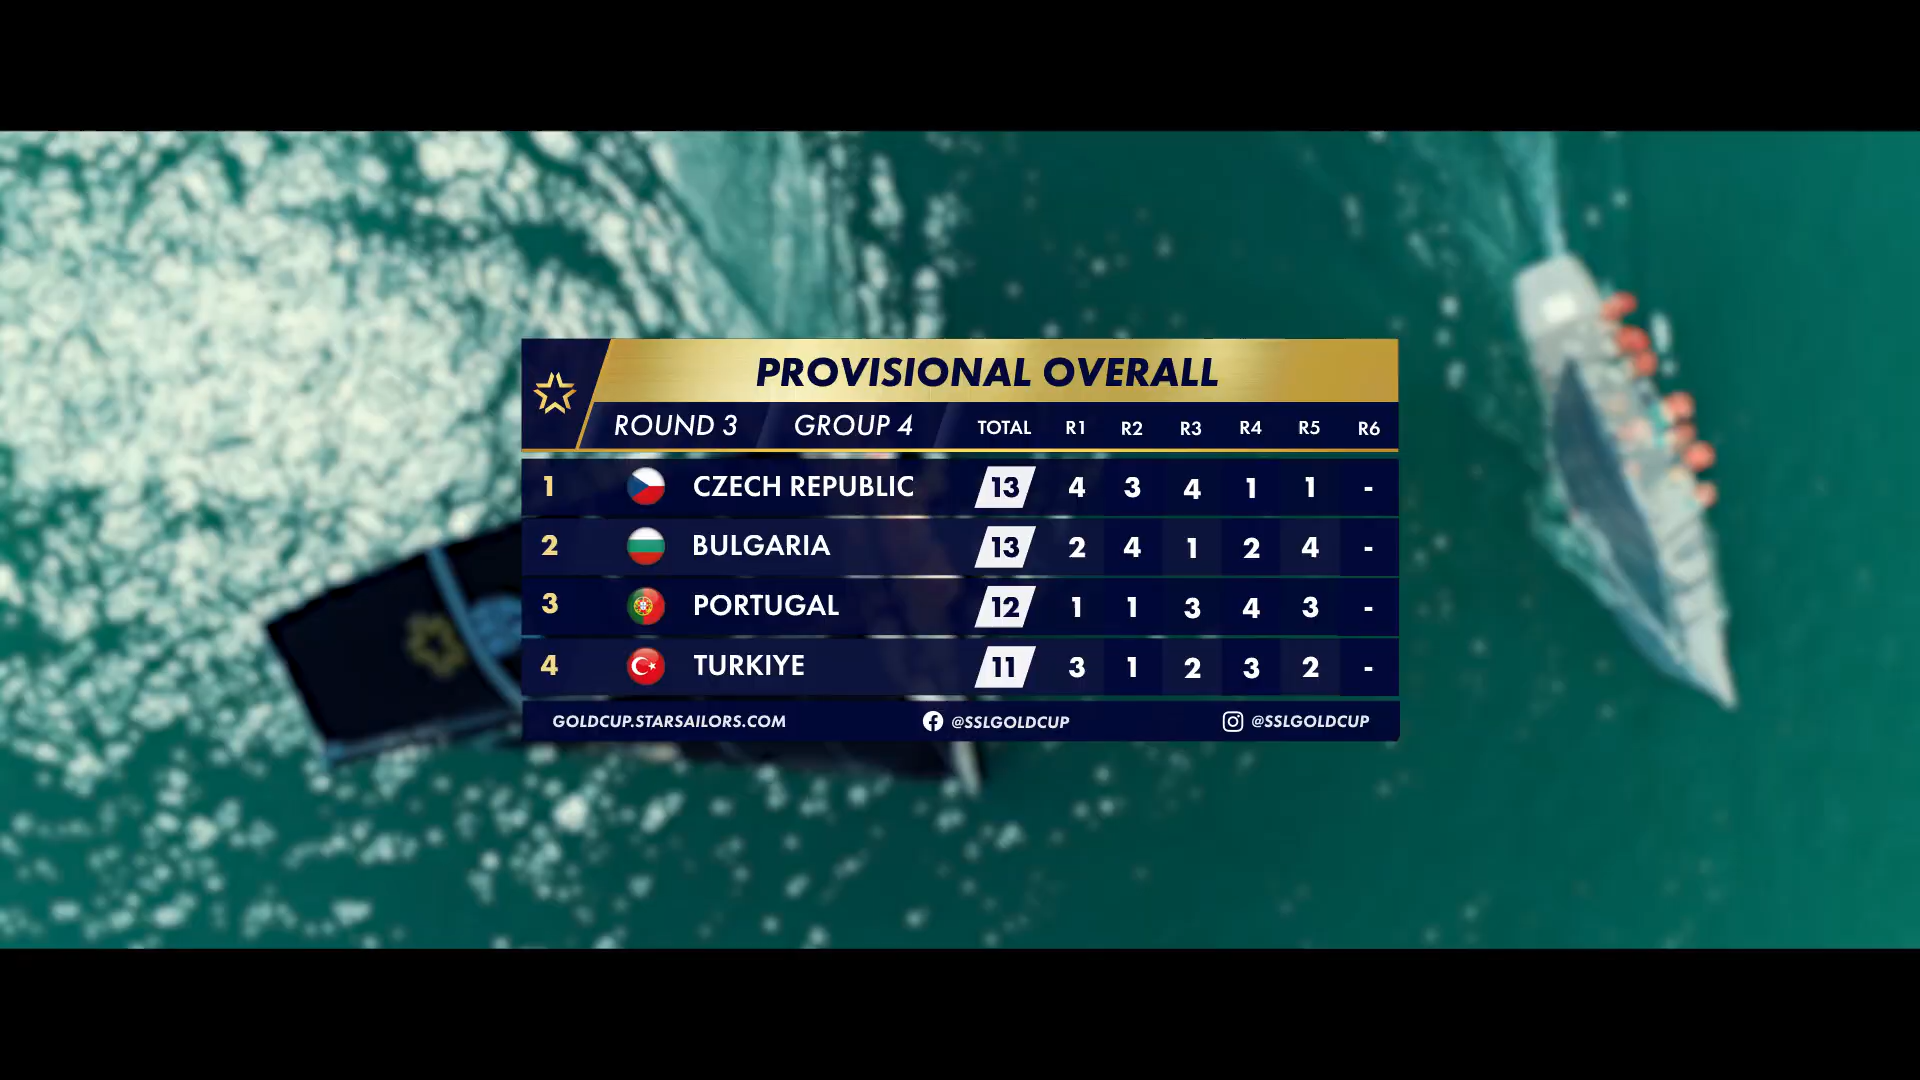 PROVISIONAL OVERALL
ROUND 3 GROUP 4 TOTAL R1 R2 R3 R4 R5 R6
1 CZECH REPUBLIC 13 4 3 4 1 1 -
2 BULGARIA 13 2 4 1 2 4 -
3 PORTUGAL 12 1 1 3 4 3 -
4 TURKIYE 11 3 1 2 3 2 -
GOLDCUP.STARSAILORS.COM @SSLGOLDCUP @SSLGOLDCUP